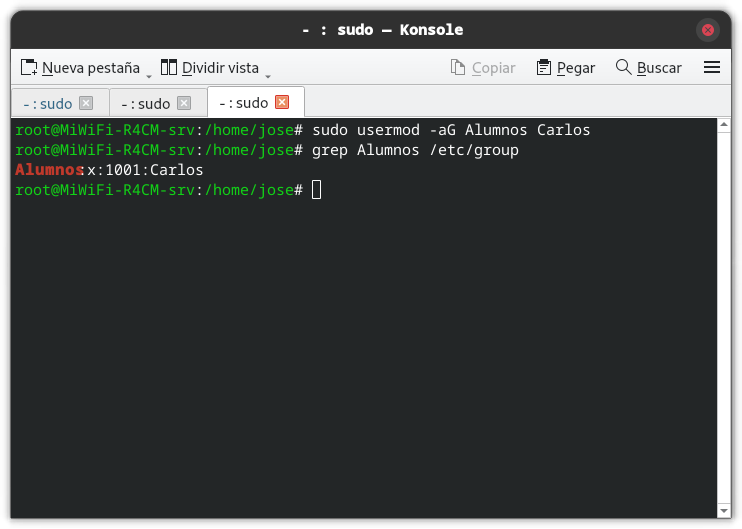 - : sudo — Konsole
Nueva pestaña Dividir vista Copiar Pegar Buscar
- : sudo - : sudo - : sudo
root@MiWiFi-R4CM-srv:/home/jose# sudo usermod -aG Alumnos Carlos
root@MiWiFi-R4CM-srv:/home/jose# grep Alumnos /etc/group
Alumnos:x:1001:Carlos
root@MiWiFi-R4CM-srv:/home/jose#